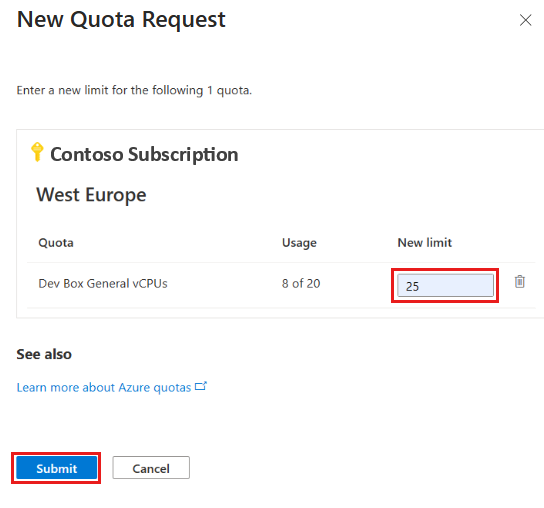 New Quota Request
Enter a new limit for the following 1 quota.
Contoso Subscription
West Europe
Quota Usage New limit
Dev Box General vCPUs 8 of 20 25
See also
Learn more about Azure quotas
Submit Cancel